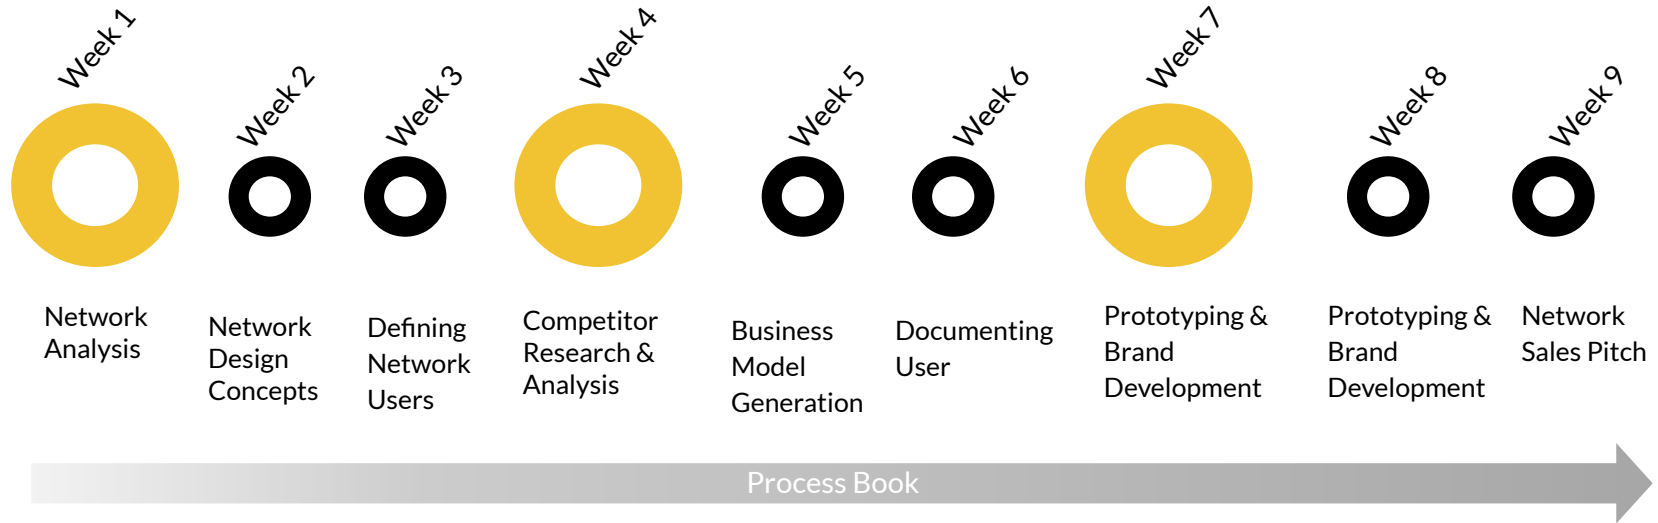 Week 1
Week 2
Week 3
Week 4
Week 5
Week 6
Week 7
Week 8
Week 9
Network
Analysis
Network
Design
Concepts
Defining
Network
Users
Competitor
Research &
Analysis
Business
Model
Generation
Documenting
User
Prototyping &
Brand
Development
Prototyping &
Brand
Development
Network
Sales Pitch
Process Book